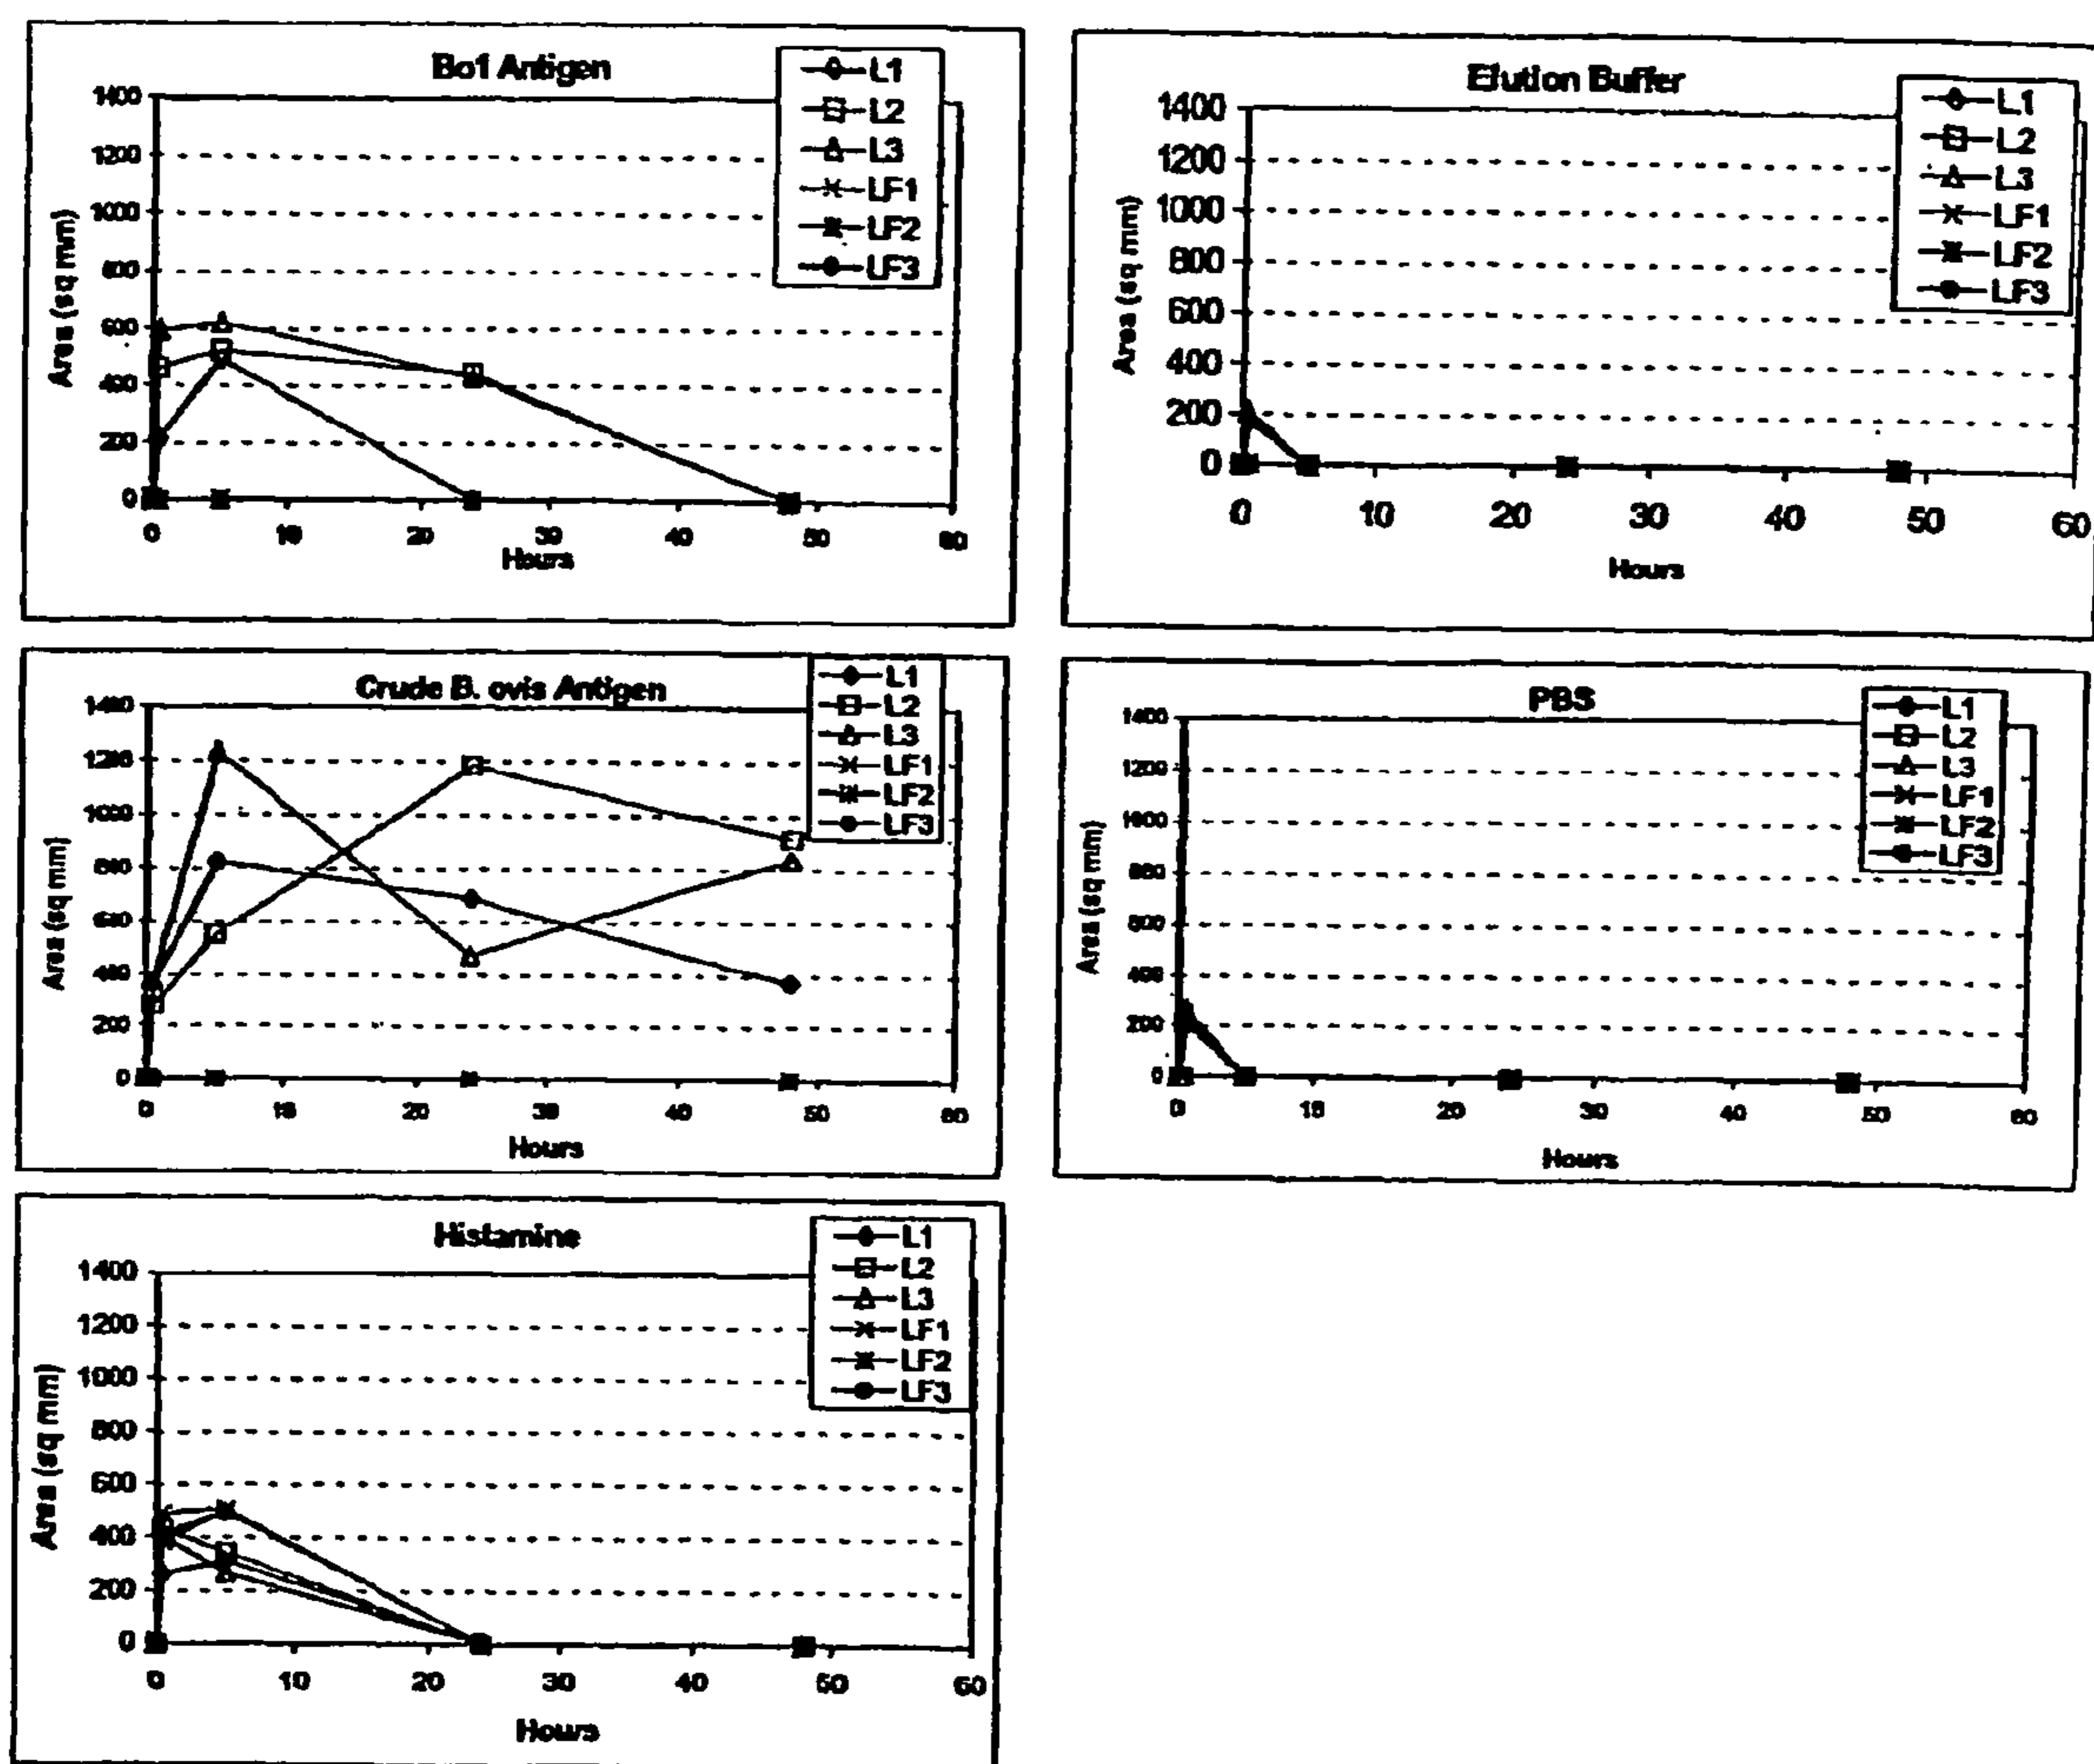 Bo1 Antigen
L1
L2
L3
LF1
LF2
LF3
1400
1200
1000
800
600
400
200
0
Area (sq mm)
0 10 20 30 40 50 60
Hours
Elution Buffer
L1
L2
L3
LF1
LF2
LF3
1400
1200
1000
800
600
400
200
0
Area (sq mm)
0 10 20 30 40 50 60
Hours
Crude B. ovis Antigen
L1
L2
L3
LF1
LF2
LF3
1400
1200
1000
800
600
400
200
0
Area (sq mm)
0 10 20 30 40 50 60
Hours
PBS
L1
L2
L3
LF1
LF2
LF3
1400
1200
1000
800
600
400
200
0
Area (sq mm)
0 10 20 30 40 50 60
Hours
Histamine
L1
L2
L3
LF1
LF2
LF3
1400
1200
1000
800
600
400
200
0
Area (sq mm)
0 10 20 30 40 50 60
Hours